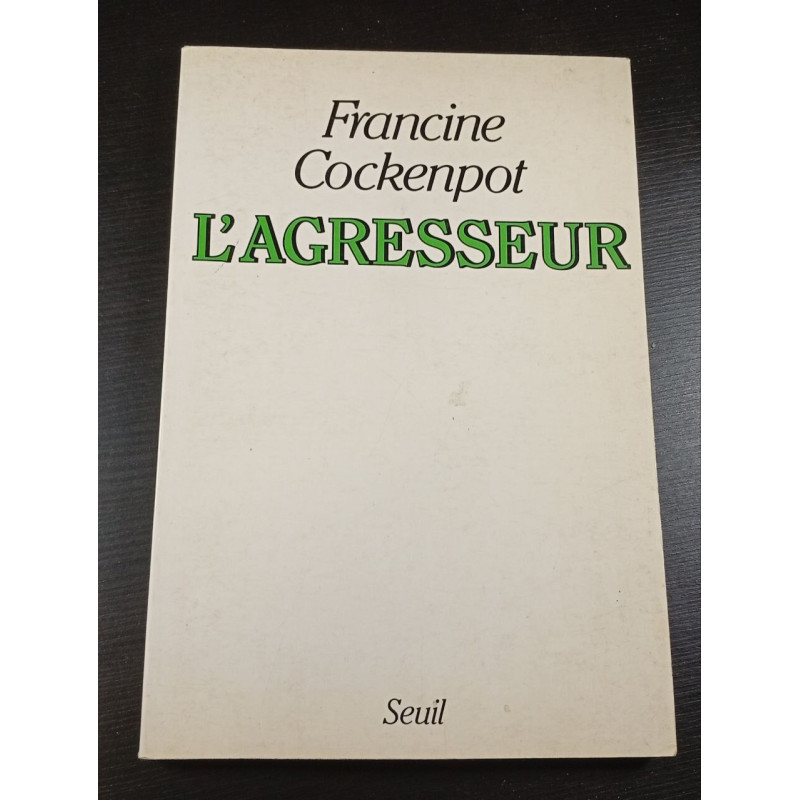 Francine
Cockenpot
L'AGRESSEUR
Seuil